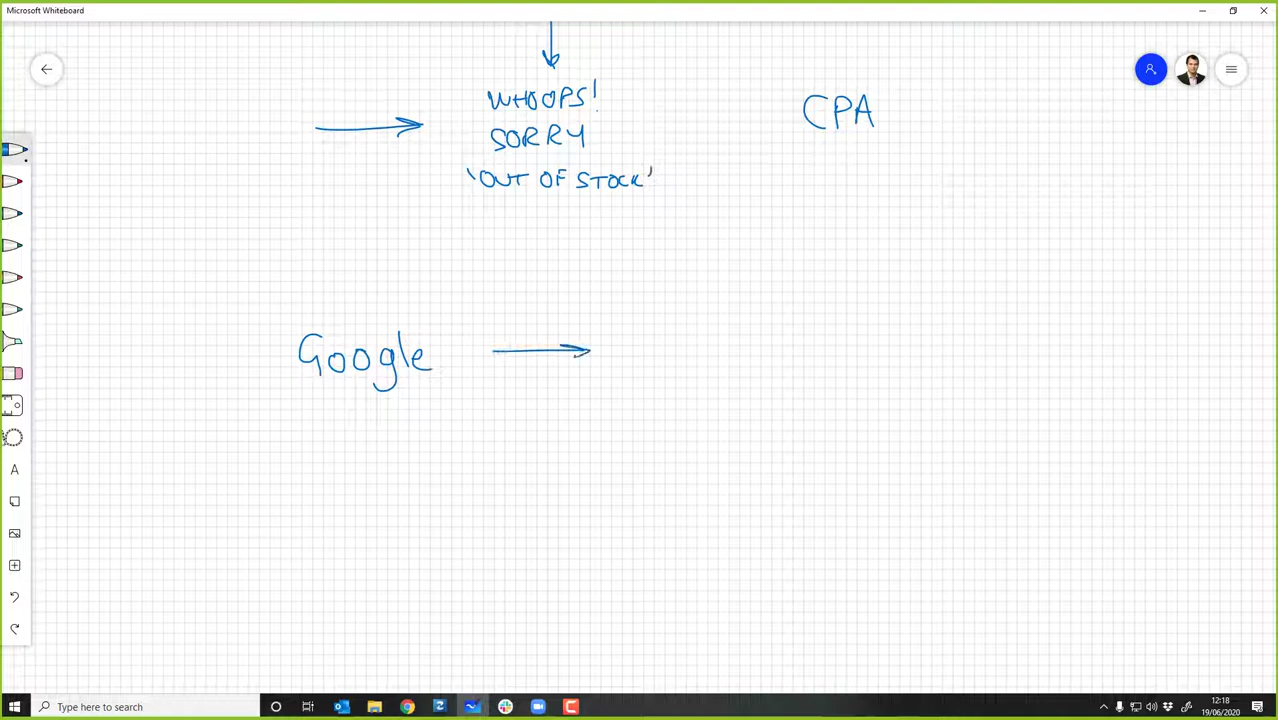 Microsoft Whiteboard
WHOOPS!
SORRY
'OUT OF STOCK'
CPA
Google
A
Type here to search
12:18
19/06/2020